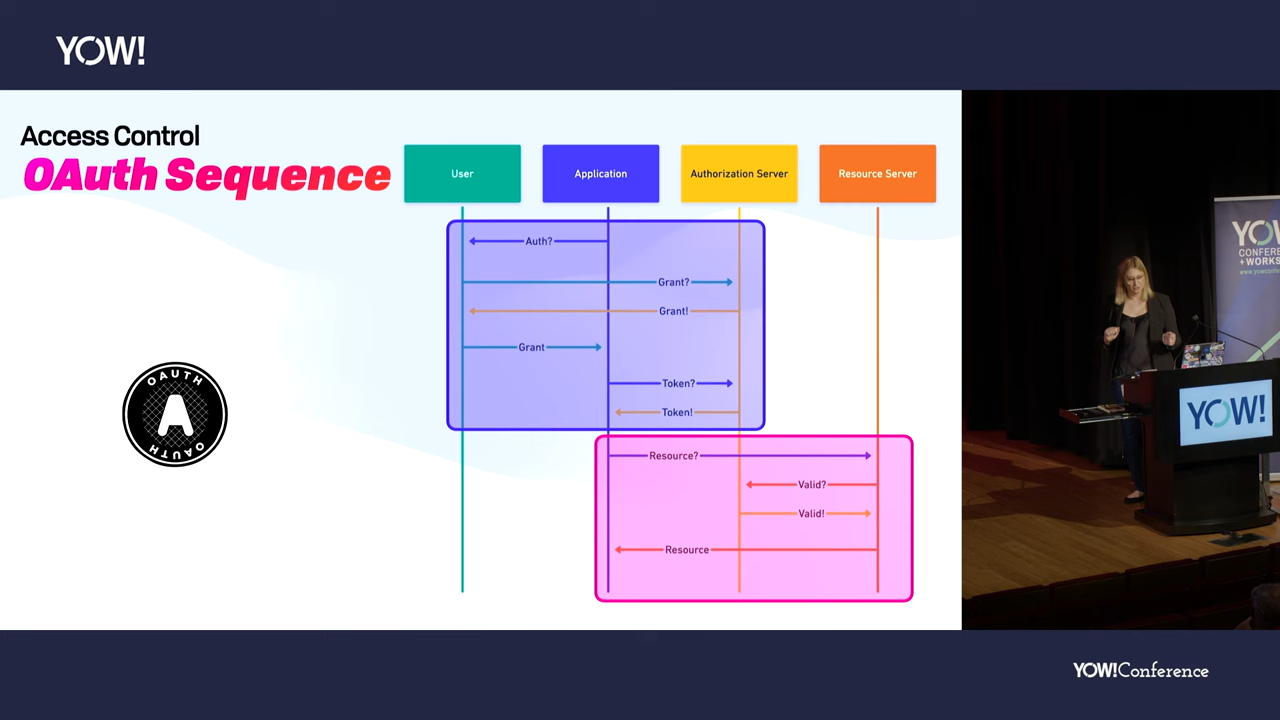 YOW!
Access Control
OAuth Sequence
User
Application
Authorization Server
Resource Server
Auth?
Grant?
Grant!
Grant
Token?
Token!
Resource?
Valid?
Valid!
Resource
OAUTH
A
OAUTH
YOW!
YOW!Conference